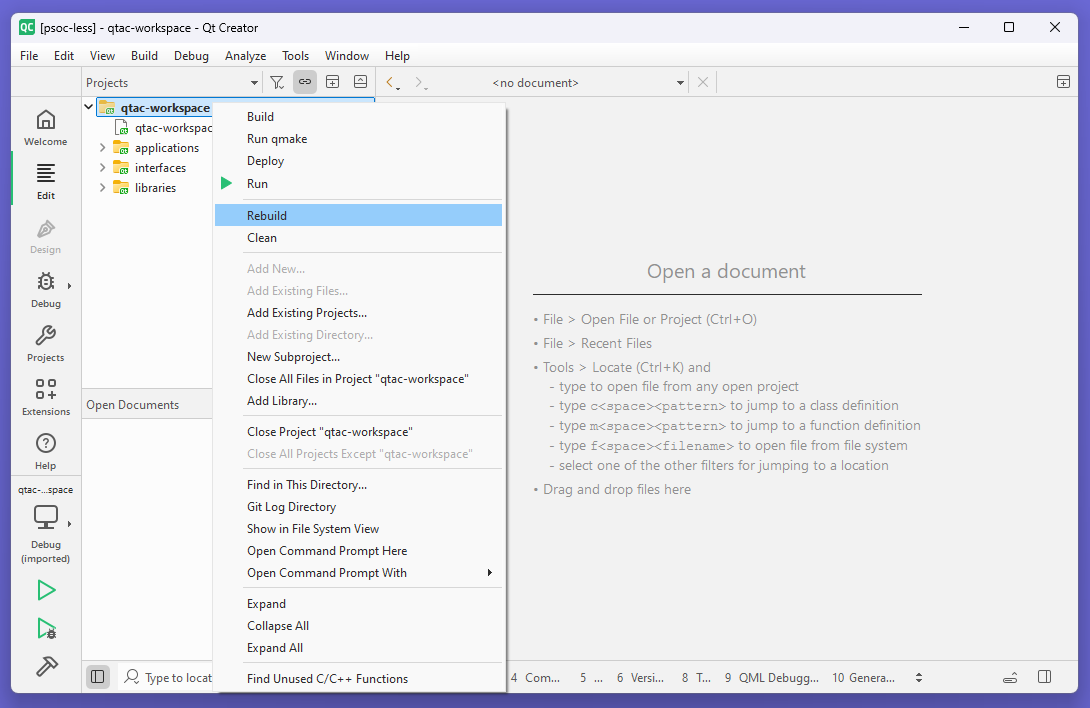 QC [psoc-less] - qtac-workspace - Qt Creator
File Edit View Build Debug Analyze Tools Window Help
Projects
<no document>
qtac-workspace
qtac-workspac
applications
interfaces
libraries
Welcome
Edit
Design
Debug
Projects
Extensions
Help
qtac-...space
Debug
(imported)
Build
Run qmake
Deploy
Run
Rebuild
Clean
Add New...
Add Existing Files...
Add Existing Projects...
Add Existing Directory...
New Subproject...
Close All Files in Project "qtac-workspace"
Add Library...
Close Project "qtac-workspace"
Close All Projects Except "qtac-workspace"
Find in This Directory...
Git Log Directory
Show in File System View
Open Command Prompt Here
Open Command Prompt With
Expand
Collapse All
Expand All
Find Unused C/C++ Functions
Open Documents
Open a document
• File > Open File or Project (Ctrl+O)
• File > Recent Files
• Tools > Locate (Ctrl+K) and
- type to open file from any open project
- type c<space><pattern> to jump to a class definition
- type m<space><pattern> to jump to a function definition
- type f<space><filename> to open file from file system
- select one of the other filters for jumping to a location
• Drag and drop files here
Type to locat
4 Com... 5 ... 6 Versi... 8 T... 9 QML Debugg... 10 Genera...